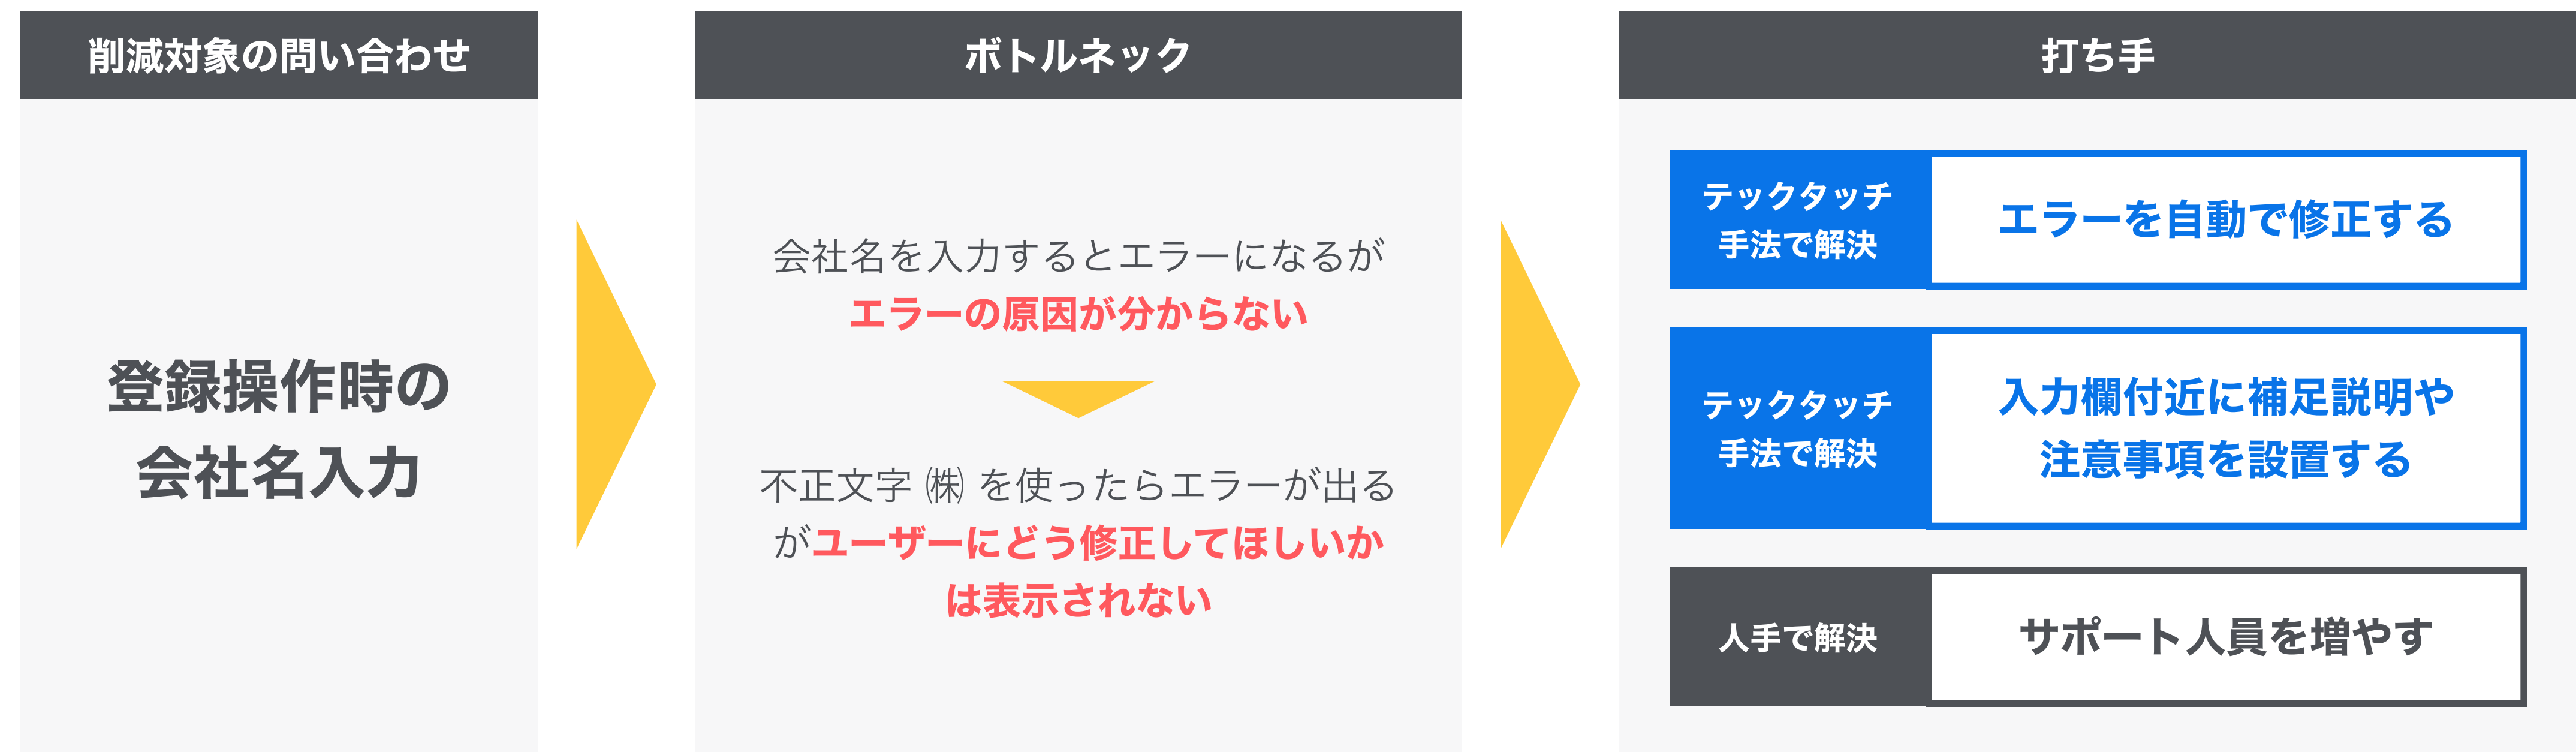 削減対象の問い合わせ
登録操作時の
会社名入力
ボトルネック
会社名を入力するとエラーになるが
エラーの原因が分からない
不正文字 ㈱ を使ったらエラーが出る
がユーザーにどう修正してほしいか
は表示されない
打ち手
テックタッチ
手法で解決
エラーを自動で修正する
テックタッチ
手法で解決
入力欄付近に補足説明や
注意事項を設置する
人手で解決
サポート人員を増やす